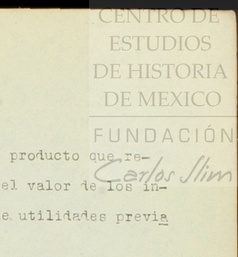 CENTRO DE
ESTUDIOS
DE HISTORIA
DE MEXICO
FUNDACIÓN
Carlos Slim
producto que re-
el valor de los in-
e utilidades previa